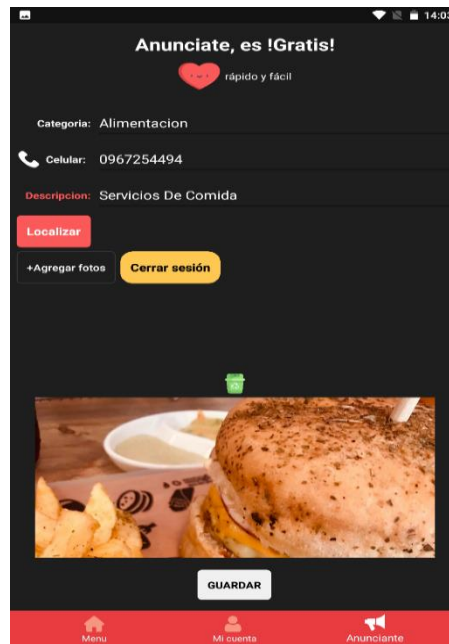 14:03
Anunciate, es !Gratis!
rápido y fácil
Categoria: Alimentacion
Celular: 0967254494
Descripcion: Servicios De Comida
Localizar
+Agregar fotos Cerrar sesión
GUARDAR
Menu Mi cuenta Anunciante